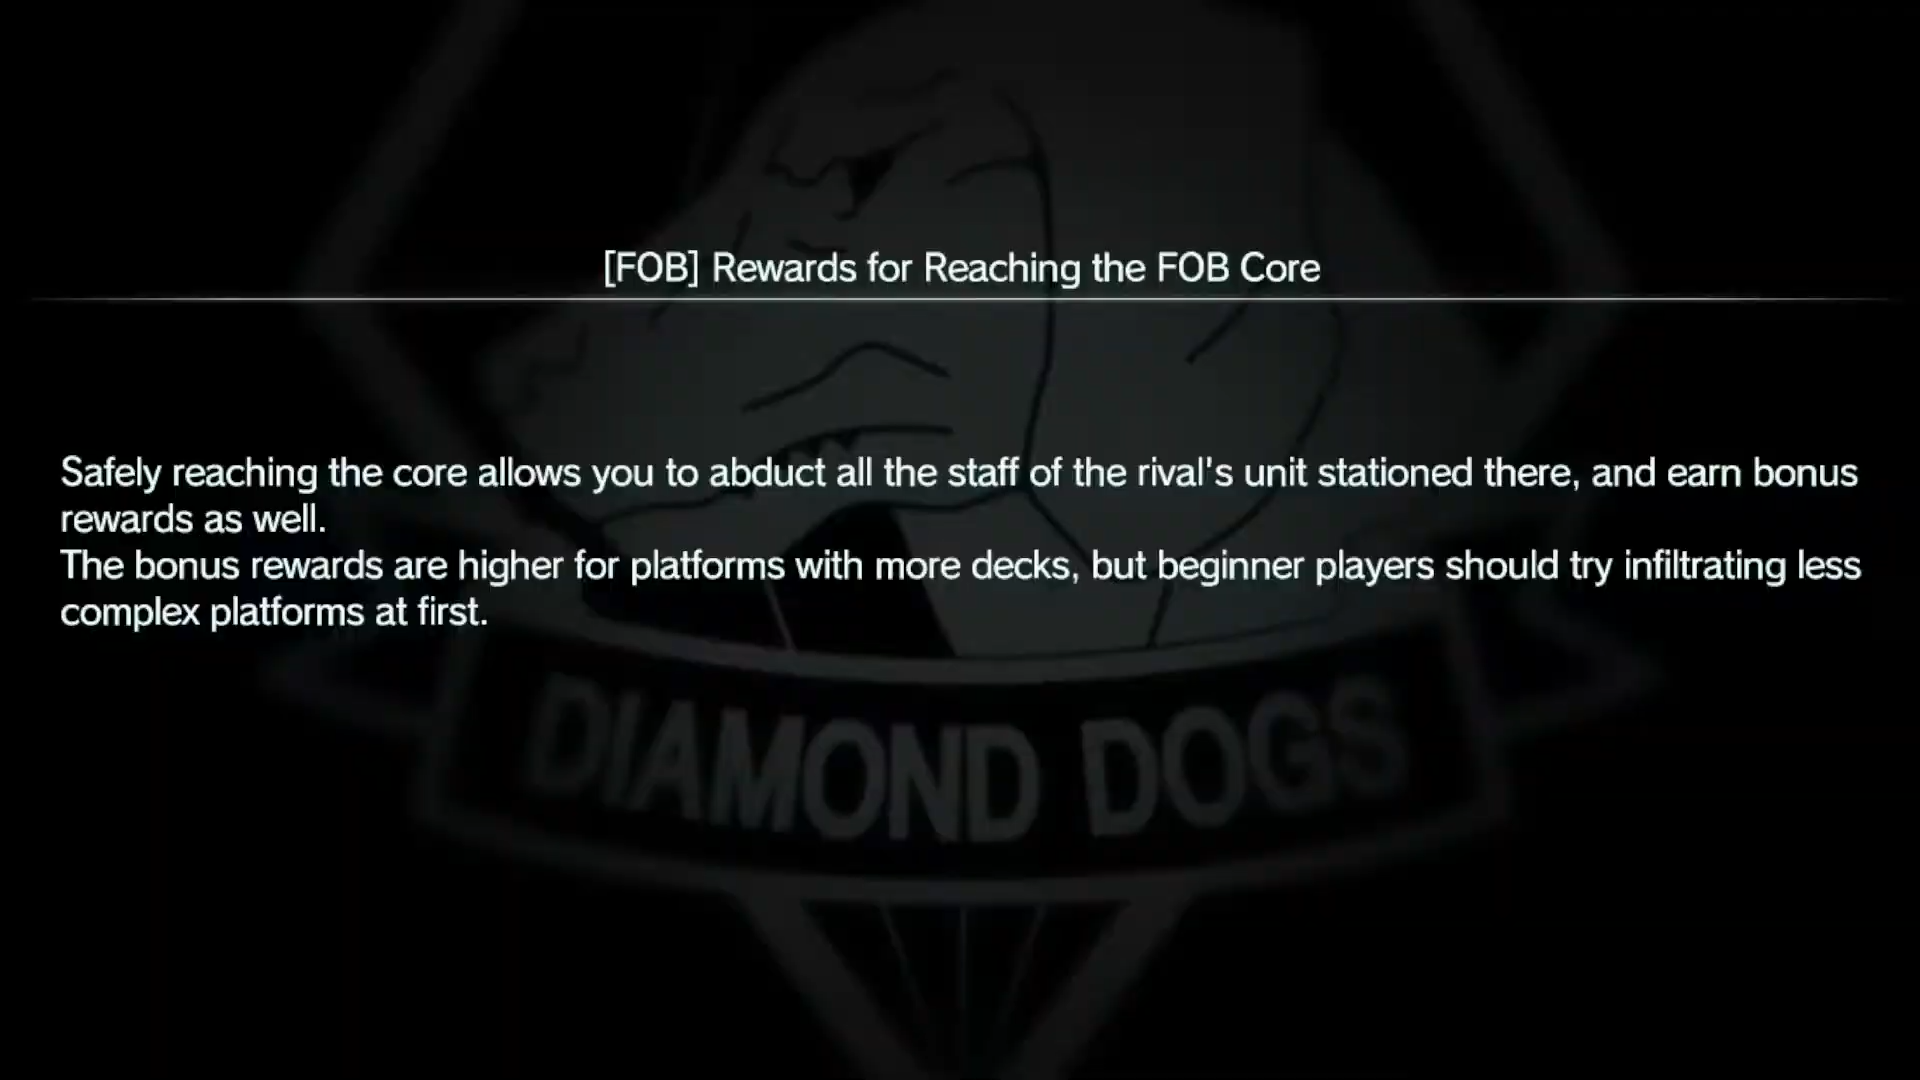 [FOB] Rewards for Reaching the FOB Core
Safely reaching the core allows you to abduct all the staff of the rival's unit stationed there, and earn bonus
rewards as well.
The bonus rewards are higher for platforms with more decks, but beginner players should try infiltrating less
complex platforms at first.
DIAMOND DOGS